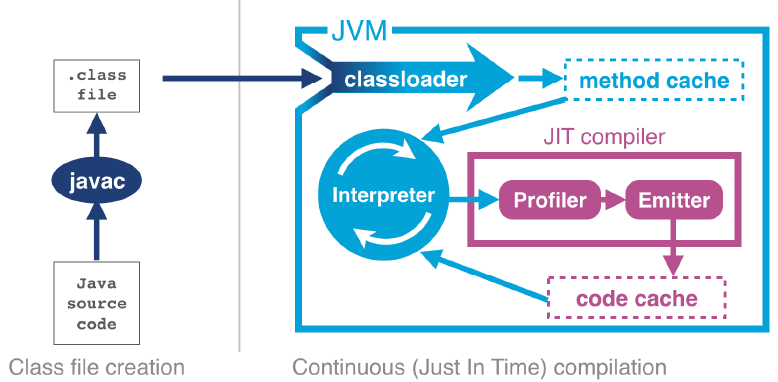 JVM
.class
file
classloader
method cache
JIT compiler
javac
Interpreter
Profiler
Emitter
Java
source
code
code cache
Class file creation
Continuous (Just In Time) compilation